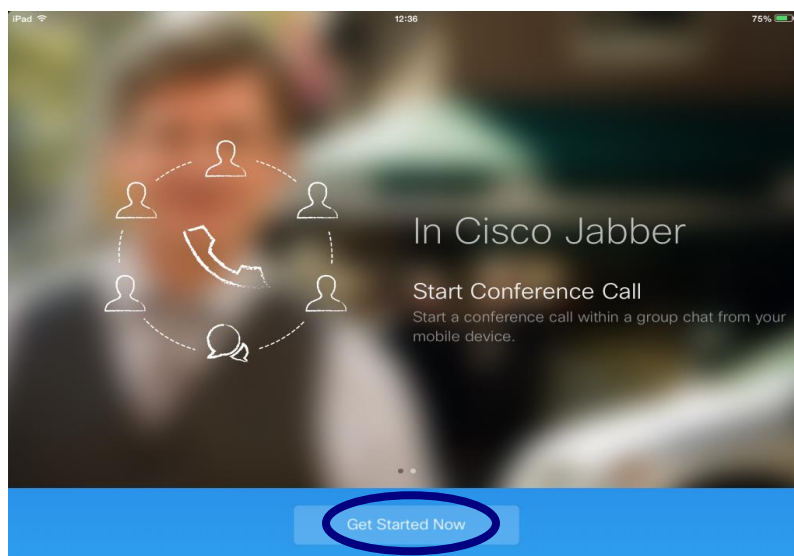 iPad 12:36 75%
In Cisco Jabber
Start Conference Call
Start a conference call within a group chat from your
mobile device.
Get Started Now